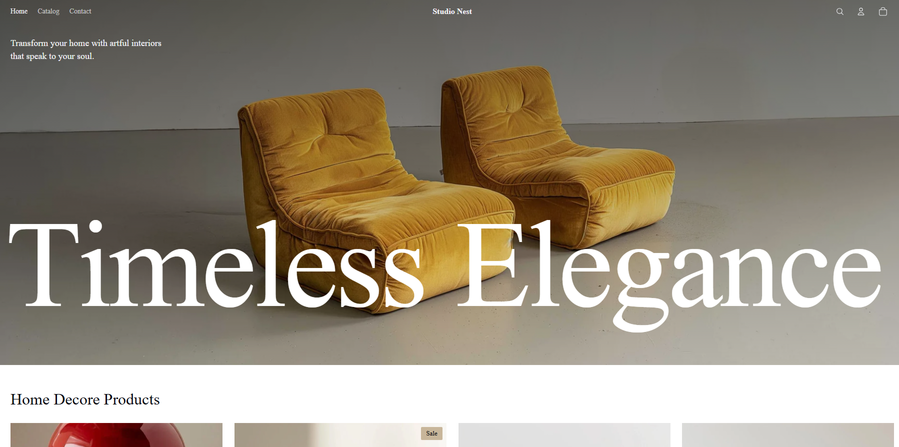 Home Catalog Contact Studio Nest
Transform your home with artful interiors
that speak to your soul.
Timeless Elegance
Home Decore Products
Sale